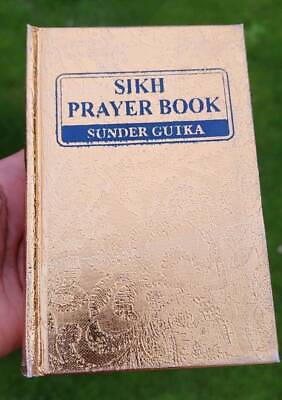 SIKH
PRAYER BOOK
SUNDER GUIKA